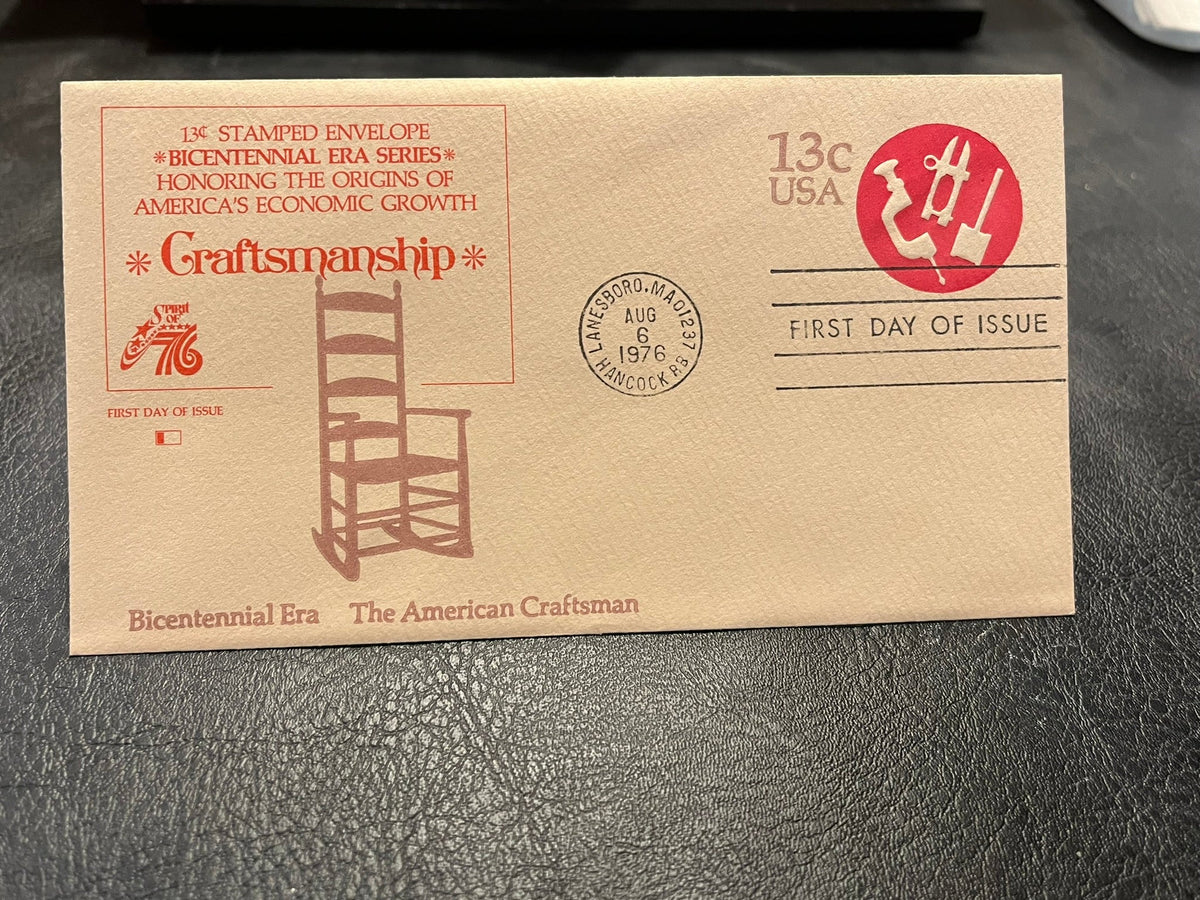 13¢ STAMPED ENVELOPE
*BICENTENNIAL ERA SERIES*
HONORING THE ORIGINS OF
AMERICA'S ECONOMIC GROWTH
* Craftsmanship *
SPIRIT
OF
76
FIRST DAY OF ISSUE
13c
USA
LANESBORO, MA 01237
AUG
6
1976
HANCOCK RB
FIRST DAY OF ISSUE
Bicentennial Era The American Craftsman